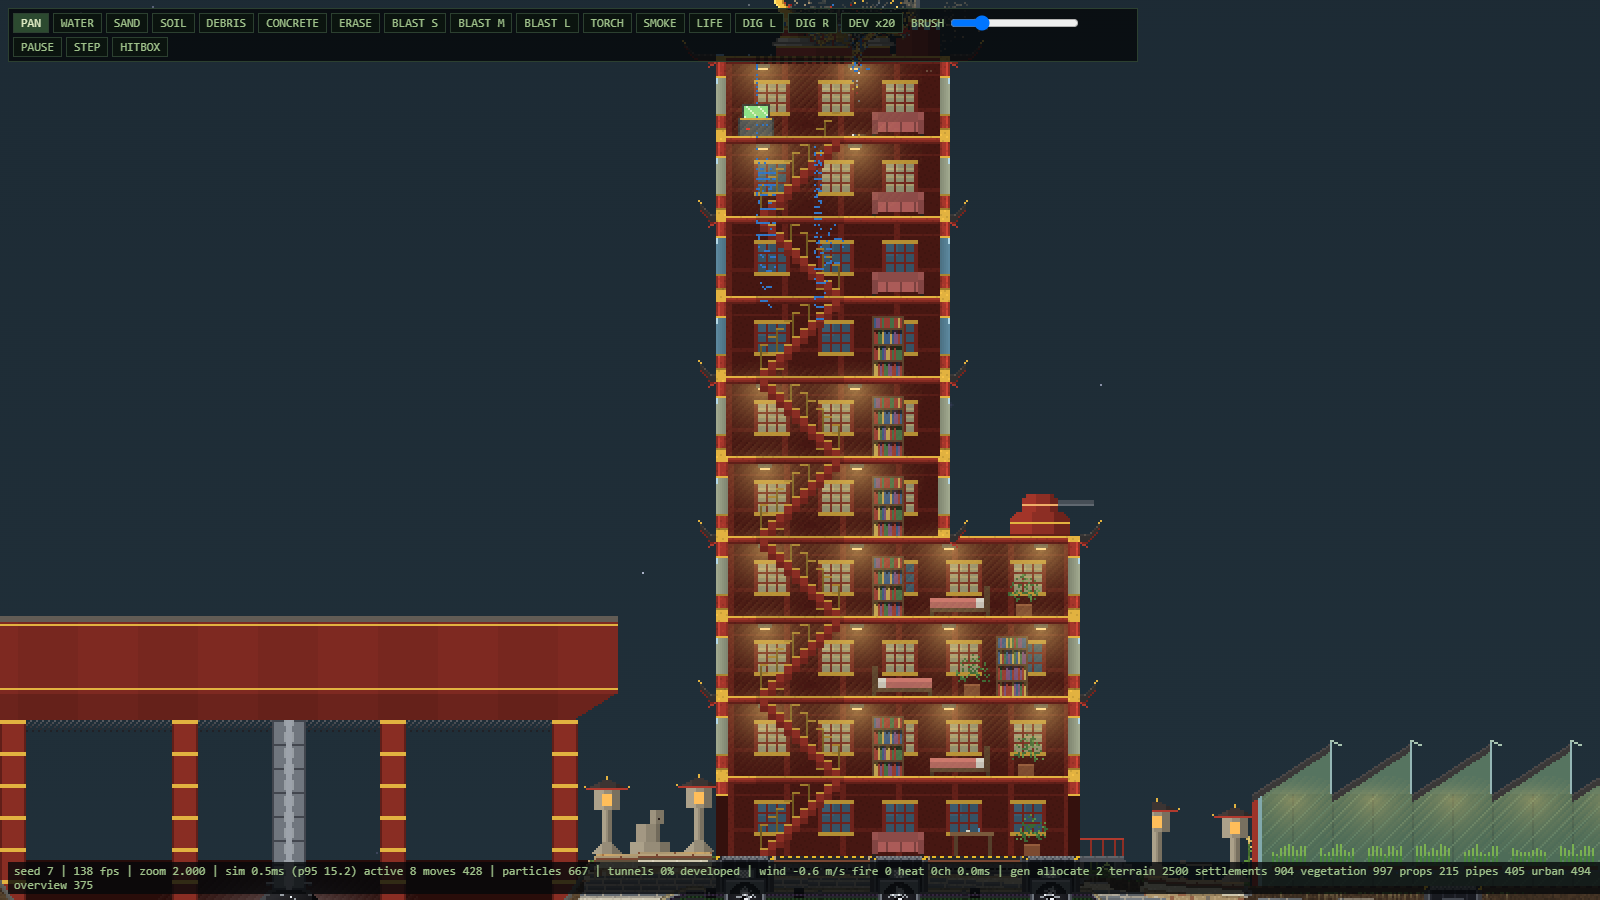 PAN WATER SAND SOIL DEBRIS CONCRETE ERASE BLAST S BLAST M BLAST L TORCH SMOKE LIFE DIG L DIG R DEV x20 BRUSH
PAUSE STEP HITBOX
seed 7 | 138 fps | zoom 2.000 | sim 0.5ms (p95 15.2) active 8 moves 428 | particles 667 | tunnels 0% developed | wind -0.6 m/s fire 0 heat 0ch 0.0ms | gen allocate 2 terrain 2500 settlements 904 vegetation 997 props 215 pipes 405 urban 494
overview 375